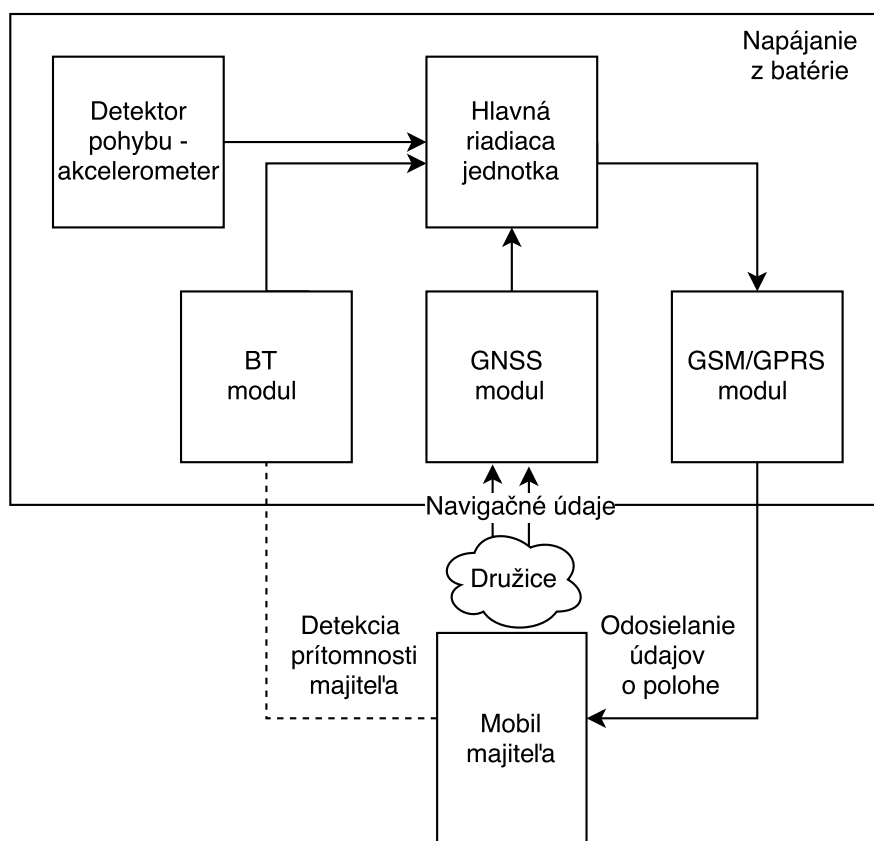 Napájanie
z batérie
Detektor
pohybu -
akcelerometer
Hlavná
riadiaca
jednotka
BT
modul
GNSS
modul
GSM/GPRS
modul
Navigačné údaje
Družice
Detekcia
prítomnosti
majiteľa
Odosielanie
údajov
o polohe
Mobil
majiteľa